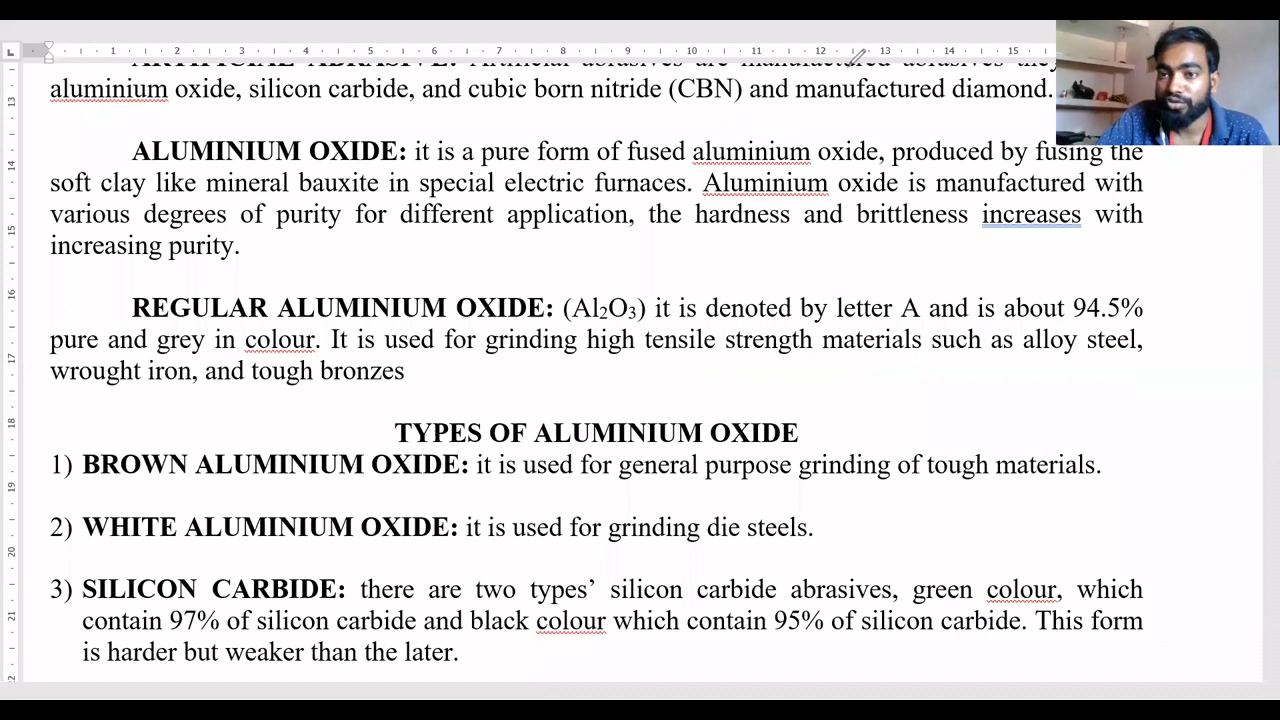 ARTIFICIAL ABRASIVE: Artificial abrasives are manufactured abrasives they
aluminium oxide, silicon carbide, and cubic born nitride (CBN) and manufactured diamond.
ALUMINIUM OXIDE: it is a pure form of fused aluminium oxide, produced by fusing the
soft clay like mineral bauxite in special electric furnaces. Aluminium oxide is manufactured with
various degrees of purity for different application, the hardness and brittleness increases with
increasing purity.
REGULAR ALUMINIUM OXIDE: (Al₂O₃) it is denoted by letter A and is about 94.5%
pure and grey in colour. It is used for grinding high tensile strength materials such as alloy steel,
wrought iron, and tough bronzes
TYPES OF ALUMINIUM OXIDE
1) BROWN ALUMINIUM OXIDE: it is used for general purpose grinding of tough materials.
2) WHITE ALUMINIUM OXIDE: it is used for grinding die steels.
3) SILICON CARBIDE: there are two types’ silicon carbide abrasives, green colour, which
contain 97% of silicon carbide and black colour which contain 95% of silicon carbide. This form
is harder but weaker than the later.